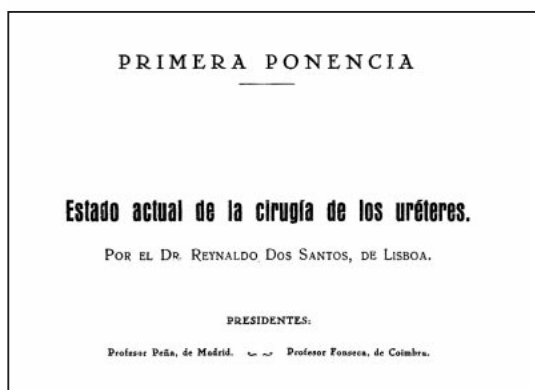 PRIMERA PONENCIA
Estado actual de la cirugía de los uréteres.
POR EL DR. REYNALDO DOS SANTOS, DE LISBOA.
PRESIDENTES:
Profesor Peña, de Madrid. Profesor Fonseca, de Coimbra.